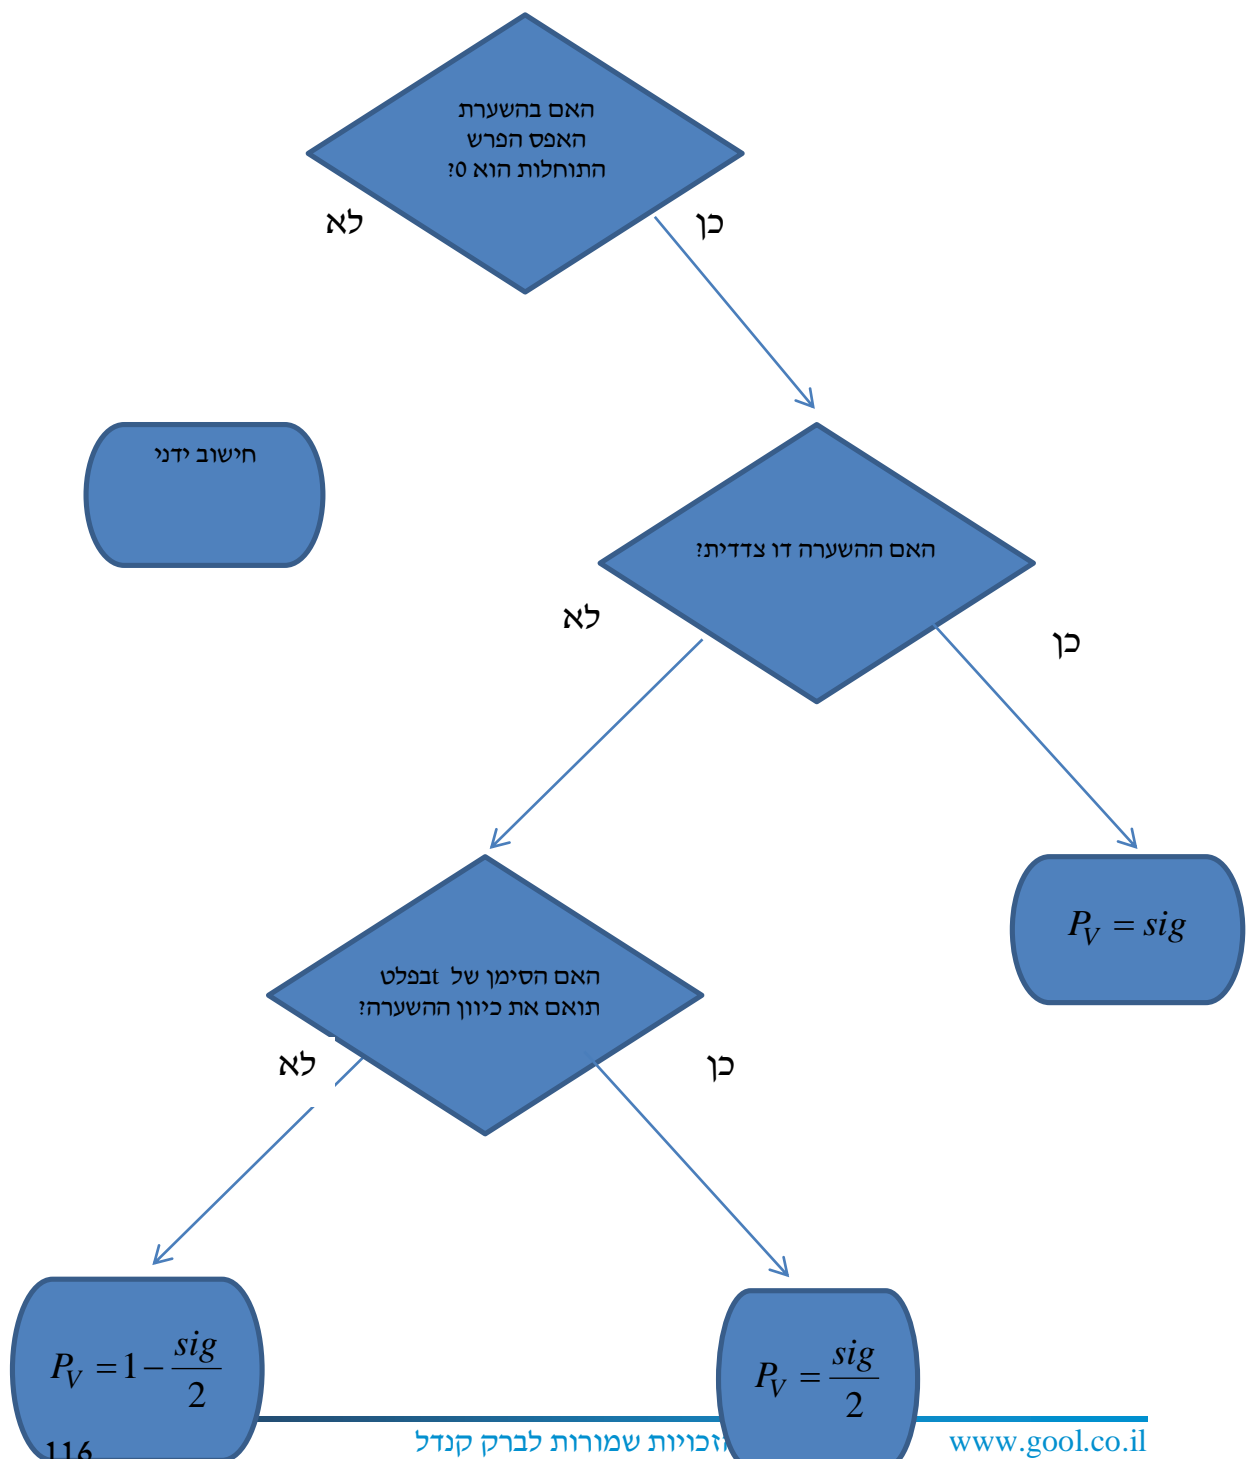 האם בהשערת
האפס הפרש
התוחלות הוא 0?
לא
כן
חישוב ידני
האם ההשערה דו צדדית?
לא
כן
P_V = sig
האם הסימן של tבפלט
תואם את כיוון ההשערה?
לא
כן
P_V = 1 - sig/2
P_V = sig/2
116
הזכויות שמורות לברק קנדל
www.gool.co.il